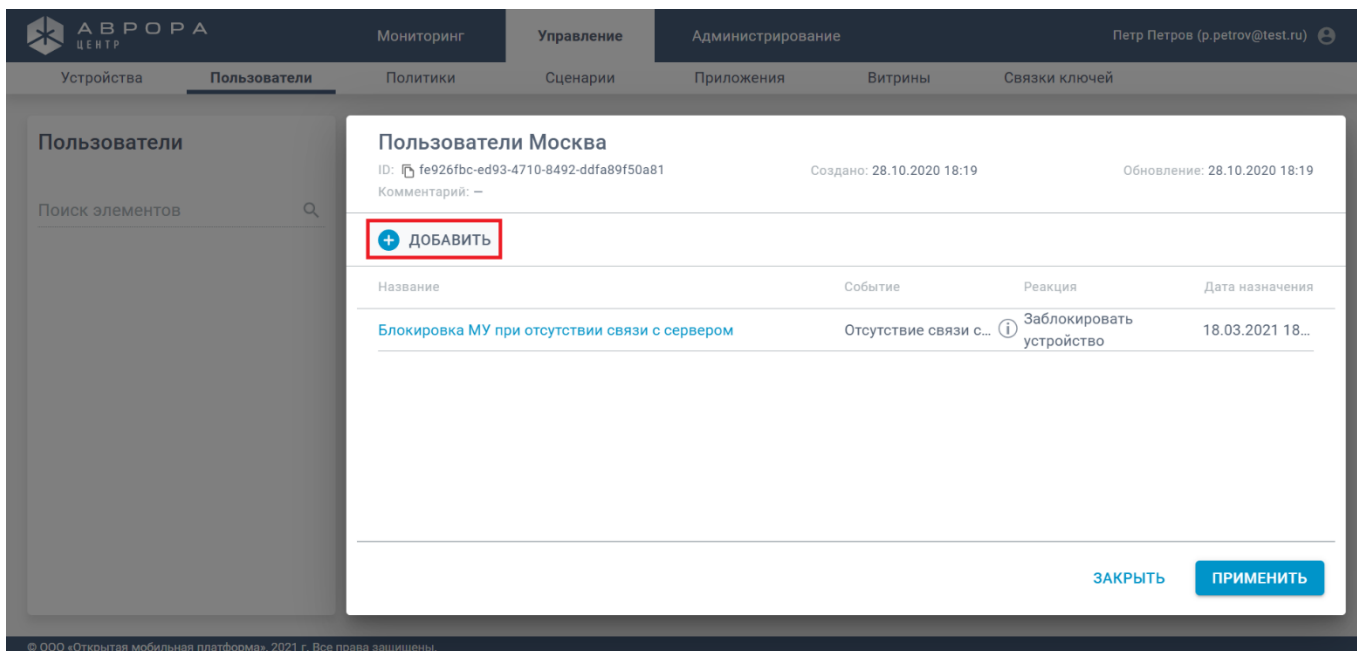 АВРОРА
ЦЕНТР
Мониторинг
Управление
Администрирование
Петр Петров (p.petrov@test.ru)
Устройства
Пользователи
Политики
Сценарии
Приложения
Витрины
Связки ключей
Пользователи
Поиск элементов
Пользователи Москва
ID: fe926fbc-ed93-4710-8492-ddfa89f50a81
Создано: 28.10.2020 18:19
Обновление: 28.10.2020 18:19
Комментарий: —
ДОБАВИТЬ
Название
Событие
Реакция
Дата назначения
Блокировка МУ при отсутствии связи с сервером
Отсутствие связи с...
Заблокировать
устройство
18.03.2021 18...
ЗАКРЫТЬ
ПРИМЕНИТЬ
© ООО «Открытая мобильная платформа», 2021 г. Все права защищены.